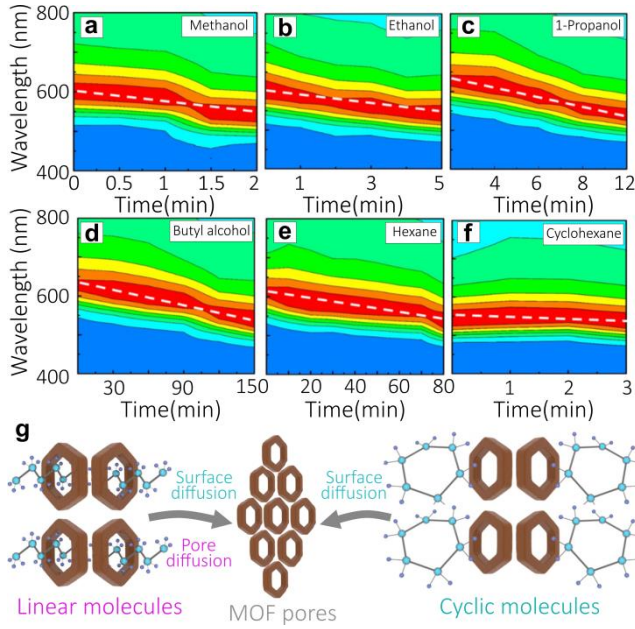 a Methanol
b Ethanol
c 1-Propanol
Wavelength (nm)
800
600
400
0 0.5 1 1.5 2
1 3 5
4 6 8 12
Time(min) Time(min) Time(min)
d Butyl alcohol
e Hexane
f Cyclohexane
Wavelength (nm)
800
600
400
30 90 150
20 40 60 80
0 1 2 3
Time(min) Time(min) Time(min)
g
Surface
diffusion
Surface
diffusion
Pore
diffusion
Linear molecules
MOF pores
Cyclic molecules